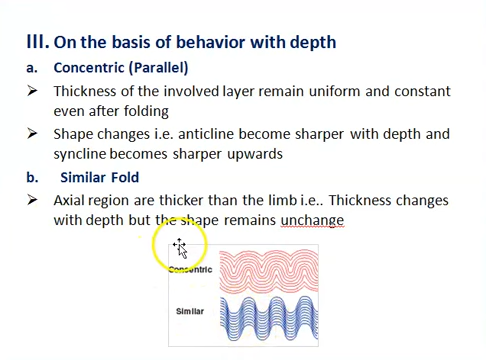 III. On the basis of behavior with depth
a. Concentric (Parallel)
➢ Thickness of the involved layer remain uniform and constant
even after folding
➢ Shape changes i.e. anticline become sharper with depth and
syncline becomes sharper upwards
b. Similar Fold
➢ Axial region are thicker than the limb i.e.. Thickness changes
with depth but the shape remains unchange
Concentric
Similar